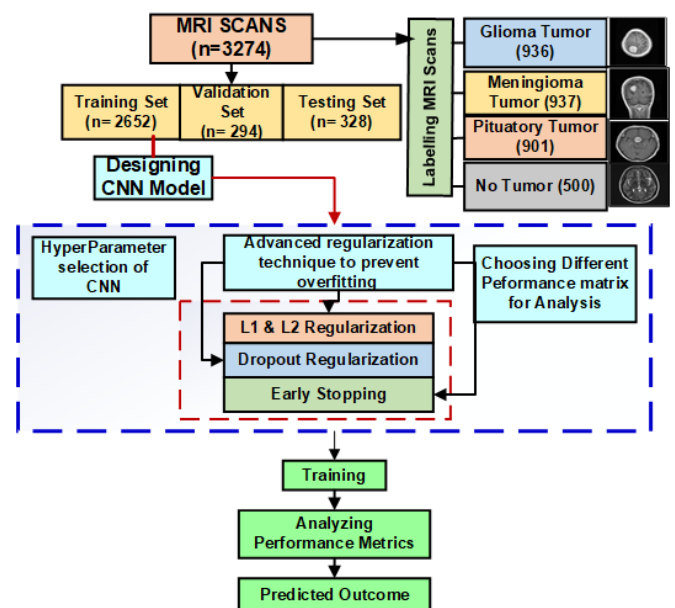 MRI SCANS
(n=3274)
Training Set
(n= 2652)
Validation
Set
(n= 294)
Testing Set
(n= 328)
Labelling MRI Scans
Glioma Tumor
(936)
Meningioma
Tumor (937)
Pituatory Tumor
(901)
No Tumor (500)
Designing
CNN Model
HyperParameter
selection of
CNN
Advanced regularization
technique to prevent
overfitting
Choosing Different
Peformance matrix
for Analysis
L1 & L2 Regularization
Dropout Regularization
Early Stopping
Training
Analyzing
Performance Metrics
Predicted Outcome